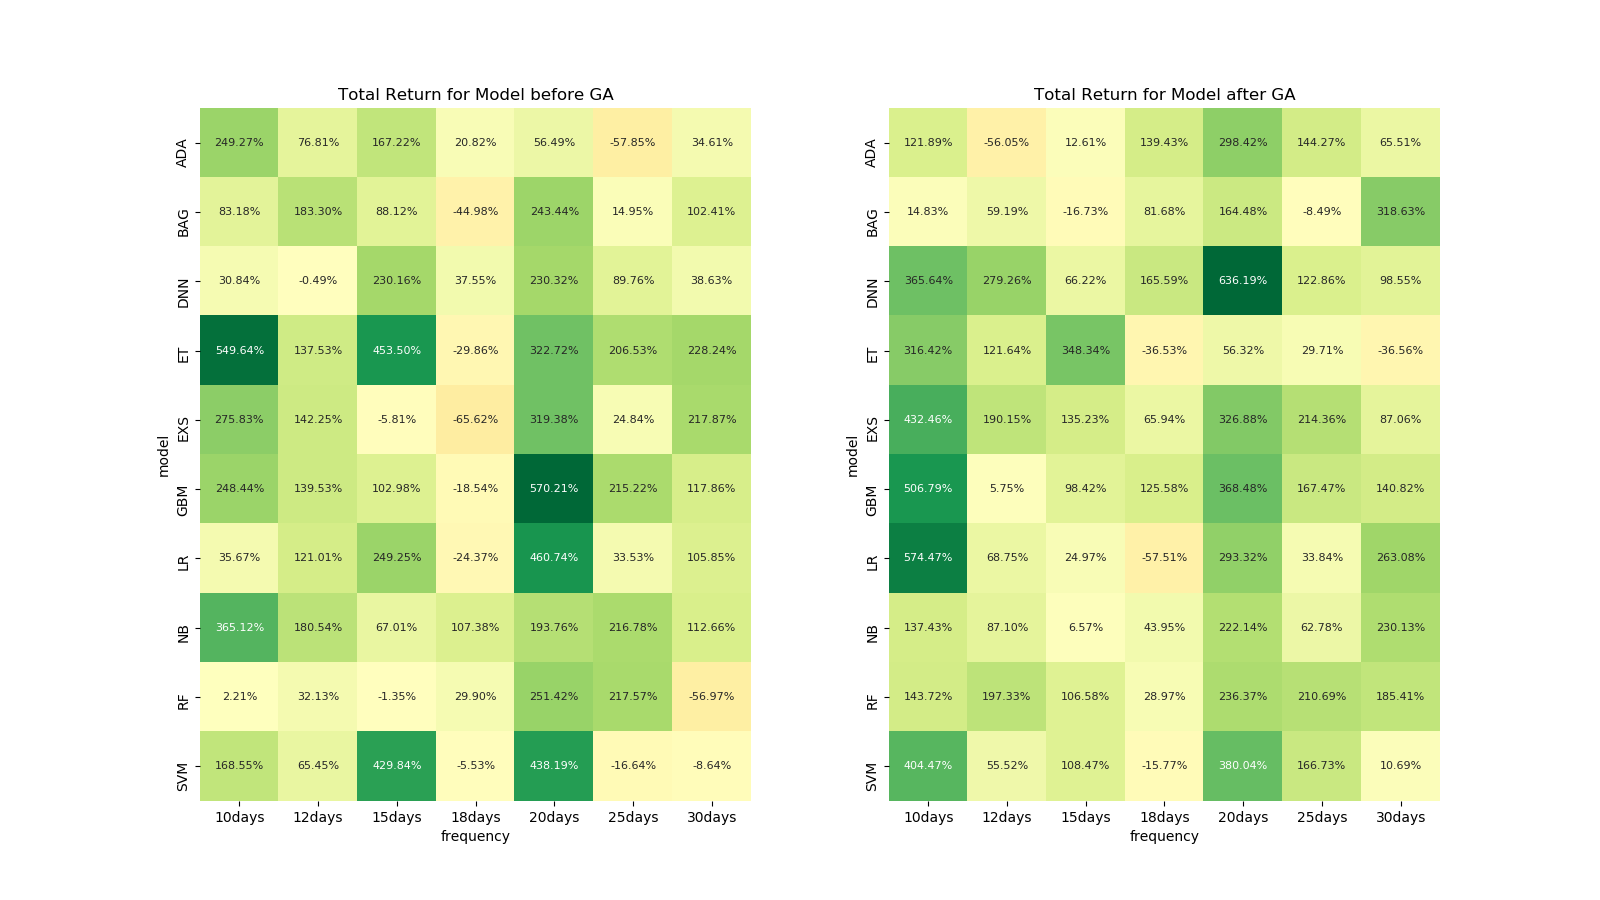 Total Return for Model before GA
model
ADA 249.27% 76.81% 167.22% 20.82% 56.49% -57.85% 34.61%
BAG 83.18% 183.30% 88.12% -44.98% 243.44% 14.95% 102.41%
DNN 30.84% -0.49% 230.16% 37.55% 230.32% 89.76% 38.63%
ET 549.64% 137.53% 453.50% -29.86% 322.72% 206.53% 228.24%
EXS 275.83% 142.25% -5.81% -65.62% 319.38% 24.84% 217.87%
GBM 248.44% 139.53% 102.98% -18.54% 570.21% 215.22% 117.86%
LR 35.67% 121.01% 249.25% -24.37% 460.74% 33.53% 105.85%
NB 365.12% 180.54% 67.01% 107.38% 193.76% 216.78% 112.66%
RF 2.21% 32.13% -1.35% 29.90% 251.42% 217.57% -56.97%
SVM 168.55% 65.45% 429.84% -5.53% 438.19% -16.64% -8.64%
10days 12days 15days 18days 20days 25days 30days
frequency
Total Return for Model after GA
model
ADA 121.89% -56.05% 12.61% 139.43% 298.42% 144.27% 65.51%
BAG 14.83% 59.19% -16.73% 81.68% 164.48% -8.49% 318.63%
DNN 365.64% 279.26% 66.22% 165.59% 636.19% 122.86% 98.55%
ET 316.42% 121.64% 348.34% -36.53% 56.32% 29.71% -36.56%
EXS 432.46% 190.15% 135.23% 65.94% 326.88% 214.36% 87.06%
GBM 506.79% 5.75% 98.42% 125.58% 368.48% 167.47% 140.82%
LR 574.47% 68.75% 24.97% -57.51% 293.32% 33.84% 263.08%
NB 137.43% 87.10% 6.57% 43.95% 222.14% 62.78% 230.13%
RF 143.72% 197.33% 106.58% 28.97% 236.37% 210.69% 185.41%
SVM 404.47% 55.52% 108.47% -15.77% 380.04% 166.73% 10.69%
10days 12days 15days 18days 20days 25days 30days
frequency